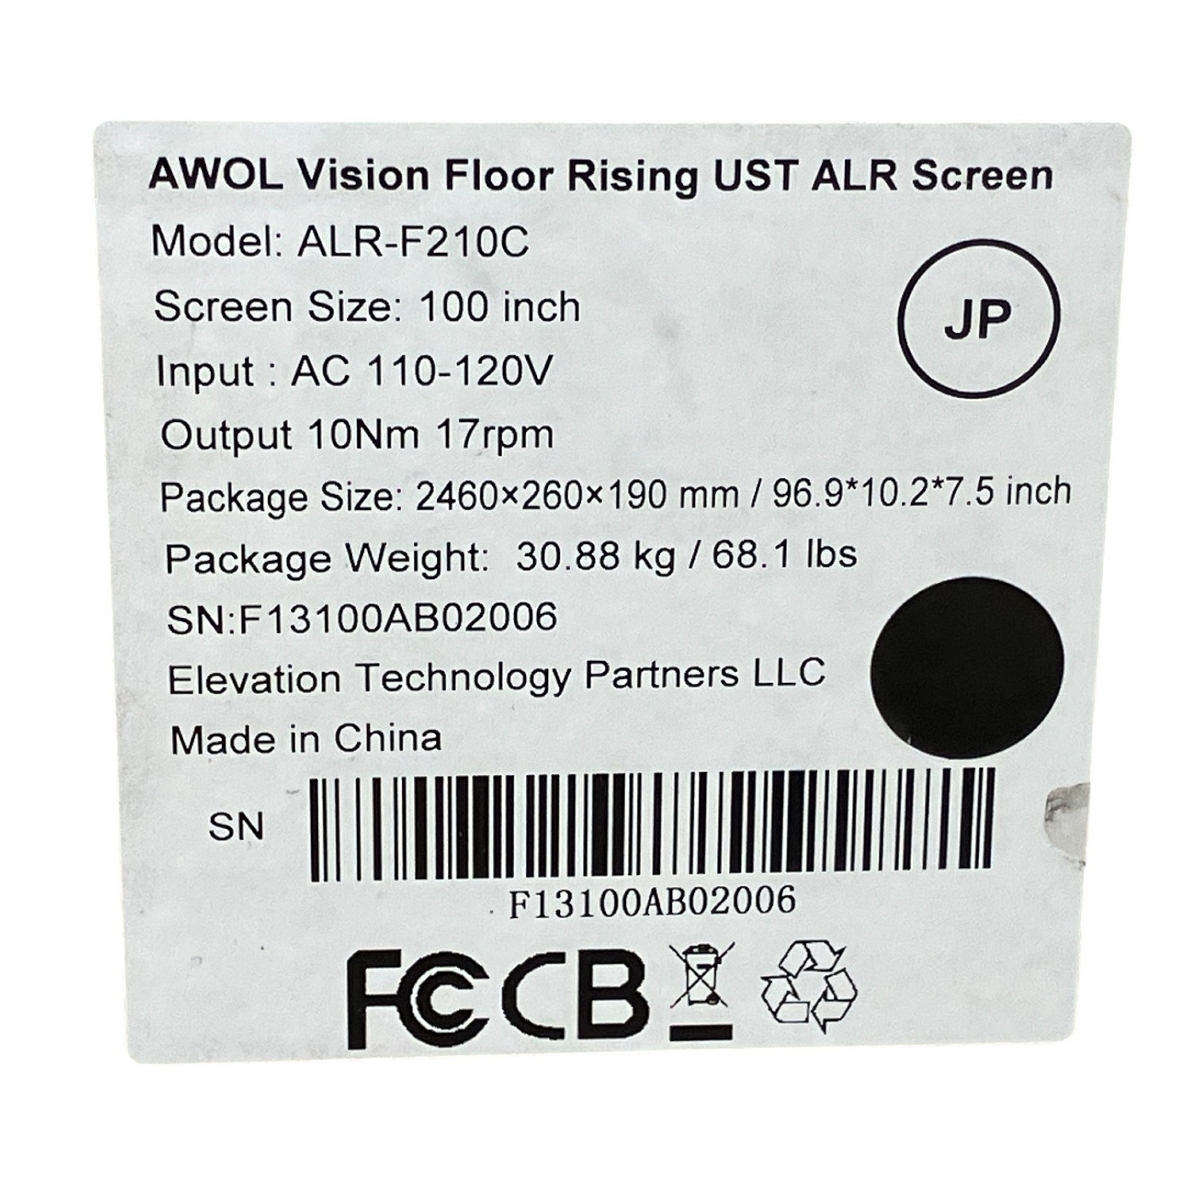 AWOL Vision Floor Rising UST ALR Screen
Model: ALR-F210C
JP
Screen Size: 100 inch
Input : AC 110-120V
Output 10Nm 17rpm
Package Size: 2460×260×190 mm / 96.9*10.2*7.5 inch
Package Weight: 30.88 kg / 68.1 lbs
SN:F13100AB02006
Elevation Technology Partners LLC
Made in China
SN
F13100AB02006
FC CB